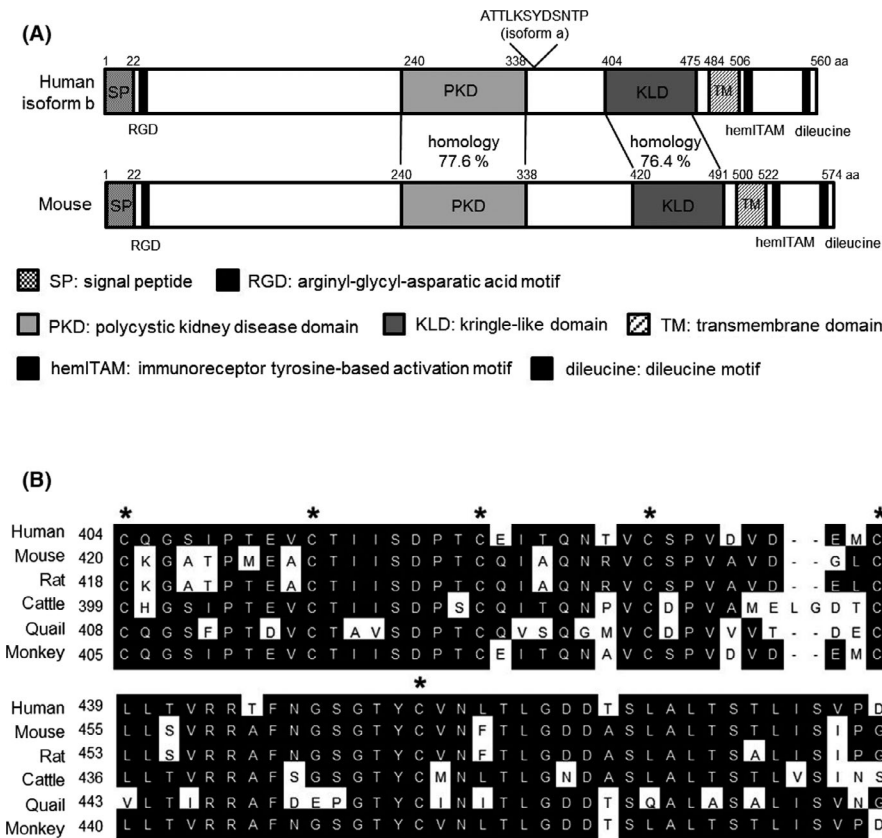 (A)
ATTLKSYDSNTP
(isoform a)
1 22 240 338 404 475 484 506 560 aa
Human
isoform b
SP PKD KLD TM
RGD hemITAM dileucine
homology
77.6 %
homology
76.4 %
1 22 240 338 420 491 500 522 574 aa
Mouse
SP PKD KLD TM
RGD hemITAM dileucine
SP: signal peptide RGD: arginyl-glycyl-asparatic acid motif
PKD: polycystic kidney disease domain KLD: kringle-like domain TM: transmembrane domain
hemITAM: immunoreceptor tyrosine-based activation motif dileucine: dileucine motif
(B)
* * * * *
Human 404 C Q G S I P T E V C T I I S D P T C E I T Q N T V C S P V D V D - - E M C
Mouse 420 C K G A T P M E A C T I I S D P T C Q I A Q N R V C S P V A V D - - G L C
Rat 418 C K G A T P T E A C T I I S D P T C Q I A Q N R V C S P V A V D - - E L C
Cattle 399 C H G S I P T E V C T I I S D P S C Q I T Q N P V C D P V A M E L G D T C
Quail 408 C Q G S F P T D V C T A V S D P T C Q V S Q G M V C D P V V V T - - D E C
Monkey 405 C Q G S I P T E V C T I I S D P T C E I T Q N A V C S P V D V D - - E M C
*
Human 439 L L T V R R T F N G S G T Y C V N L T L G D D T S L A L T S T L I S V P D
Mouse 455 L L S V R R A F N G S G T Y C V N F T L G D D A S L A L T S T L I S I P G
Rat 453 L L S V R R A F N G S G T Y C V N F T L G D D A S L A L T S A L I S I P G
Cattle 436 L L T V R R A F S G S G T Y C M N L T L G N D A S L A L T S T L V S I N S
Quail 443 V L T I R R A F D E P G T Y C I N I T L G D D T S Q A L A S A L I S V N G
Monkey 440 L L T V R R A F N G S G T Y C V N L T L G D D T S L A L T S T L I S V P D